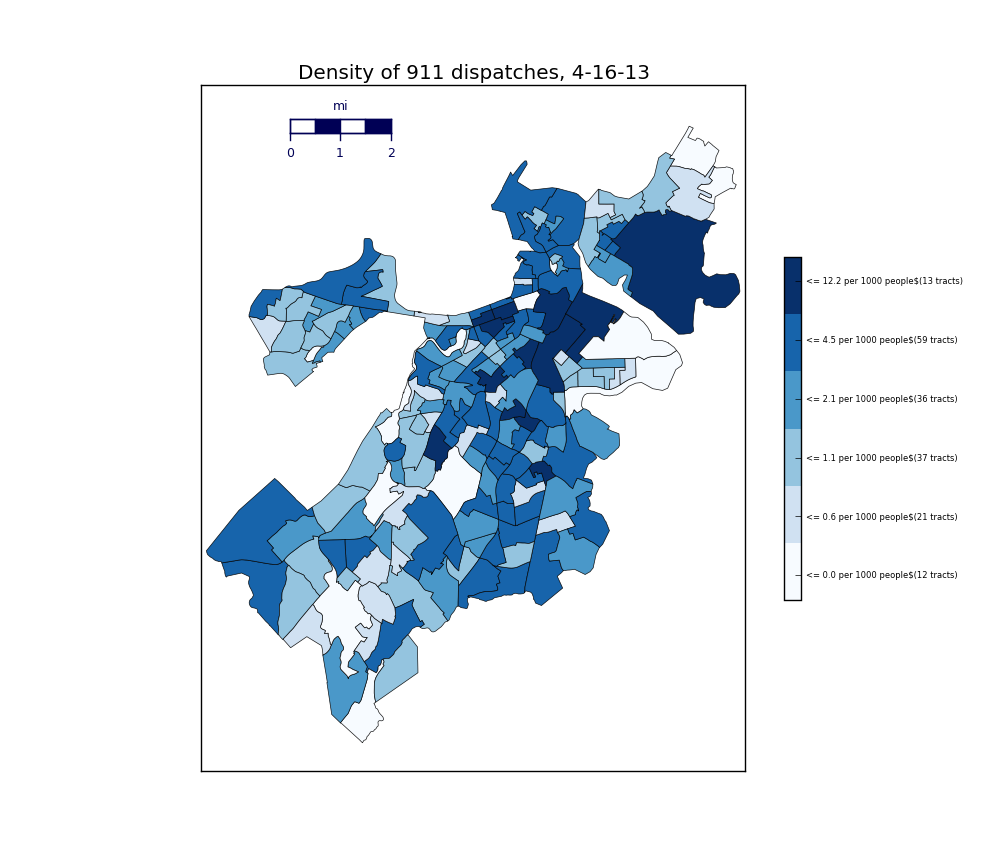 Density of 911 dispatches, 4-16-13
mi
0 1 2
<= 12.2 per 1000 people$(13 tracts)
<= 4.5 per 1000 people$(59 tracts)
<= 2.1 per 1000 people$(36 tracts)
<= 1.1 per 1000 people$(37 tracts)
<= 0.6 per 1000 people$(21 tracts)
<= 0.0 per 1000 people$(12 tracts)